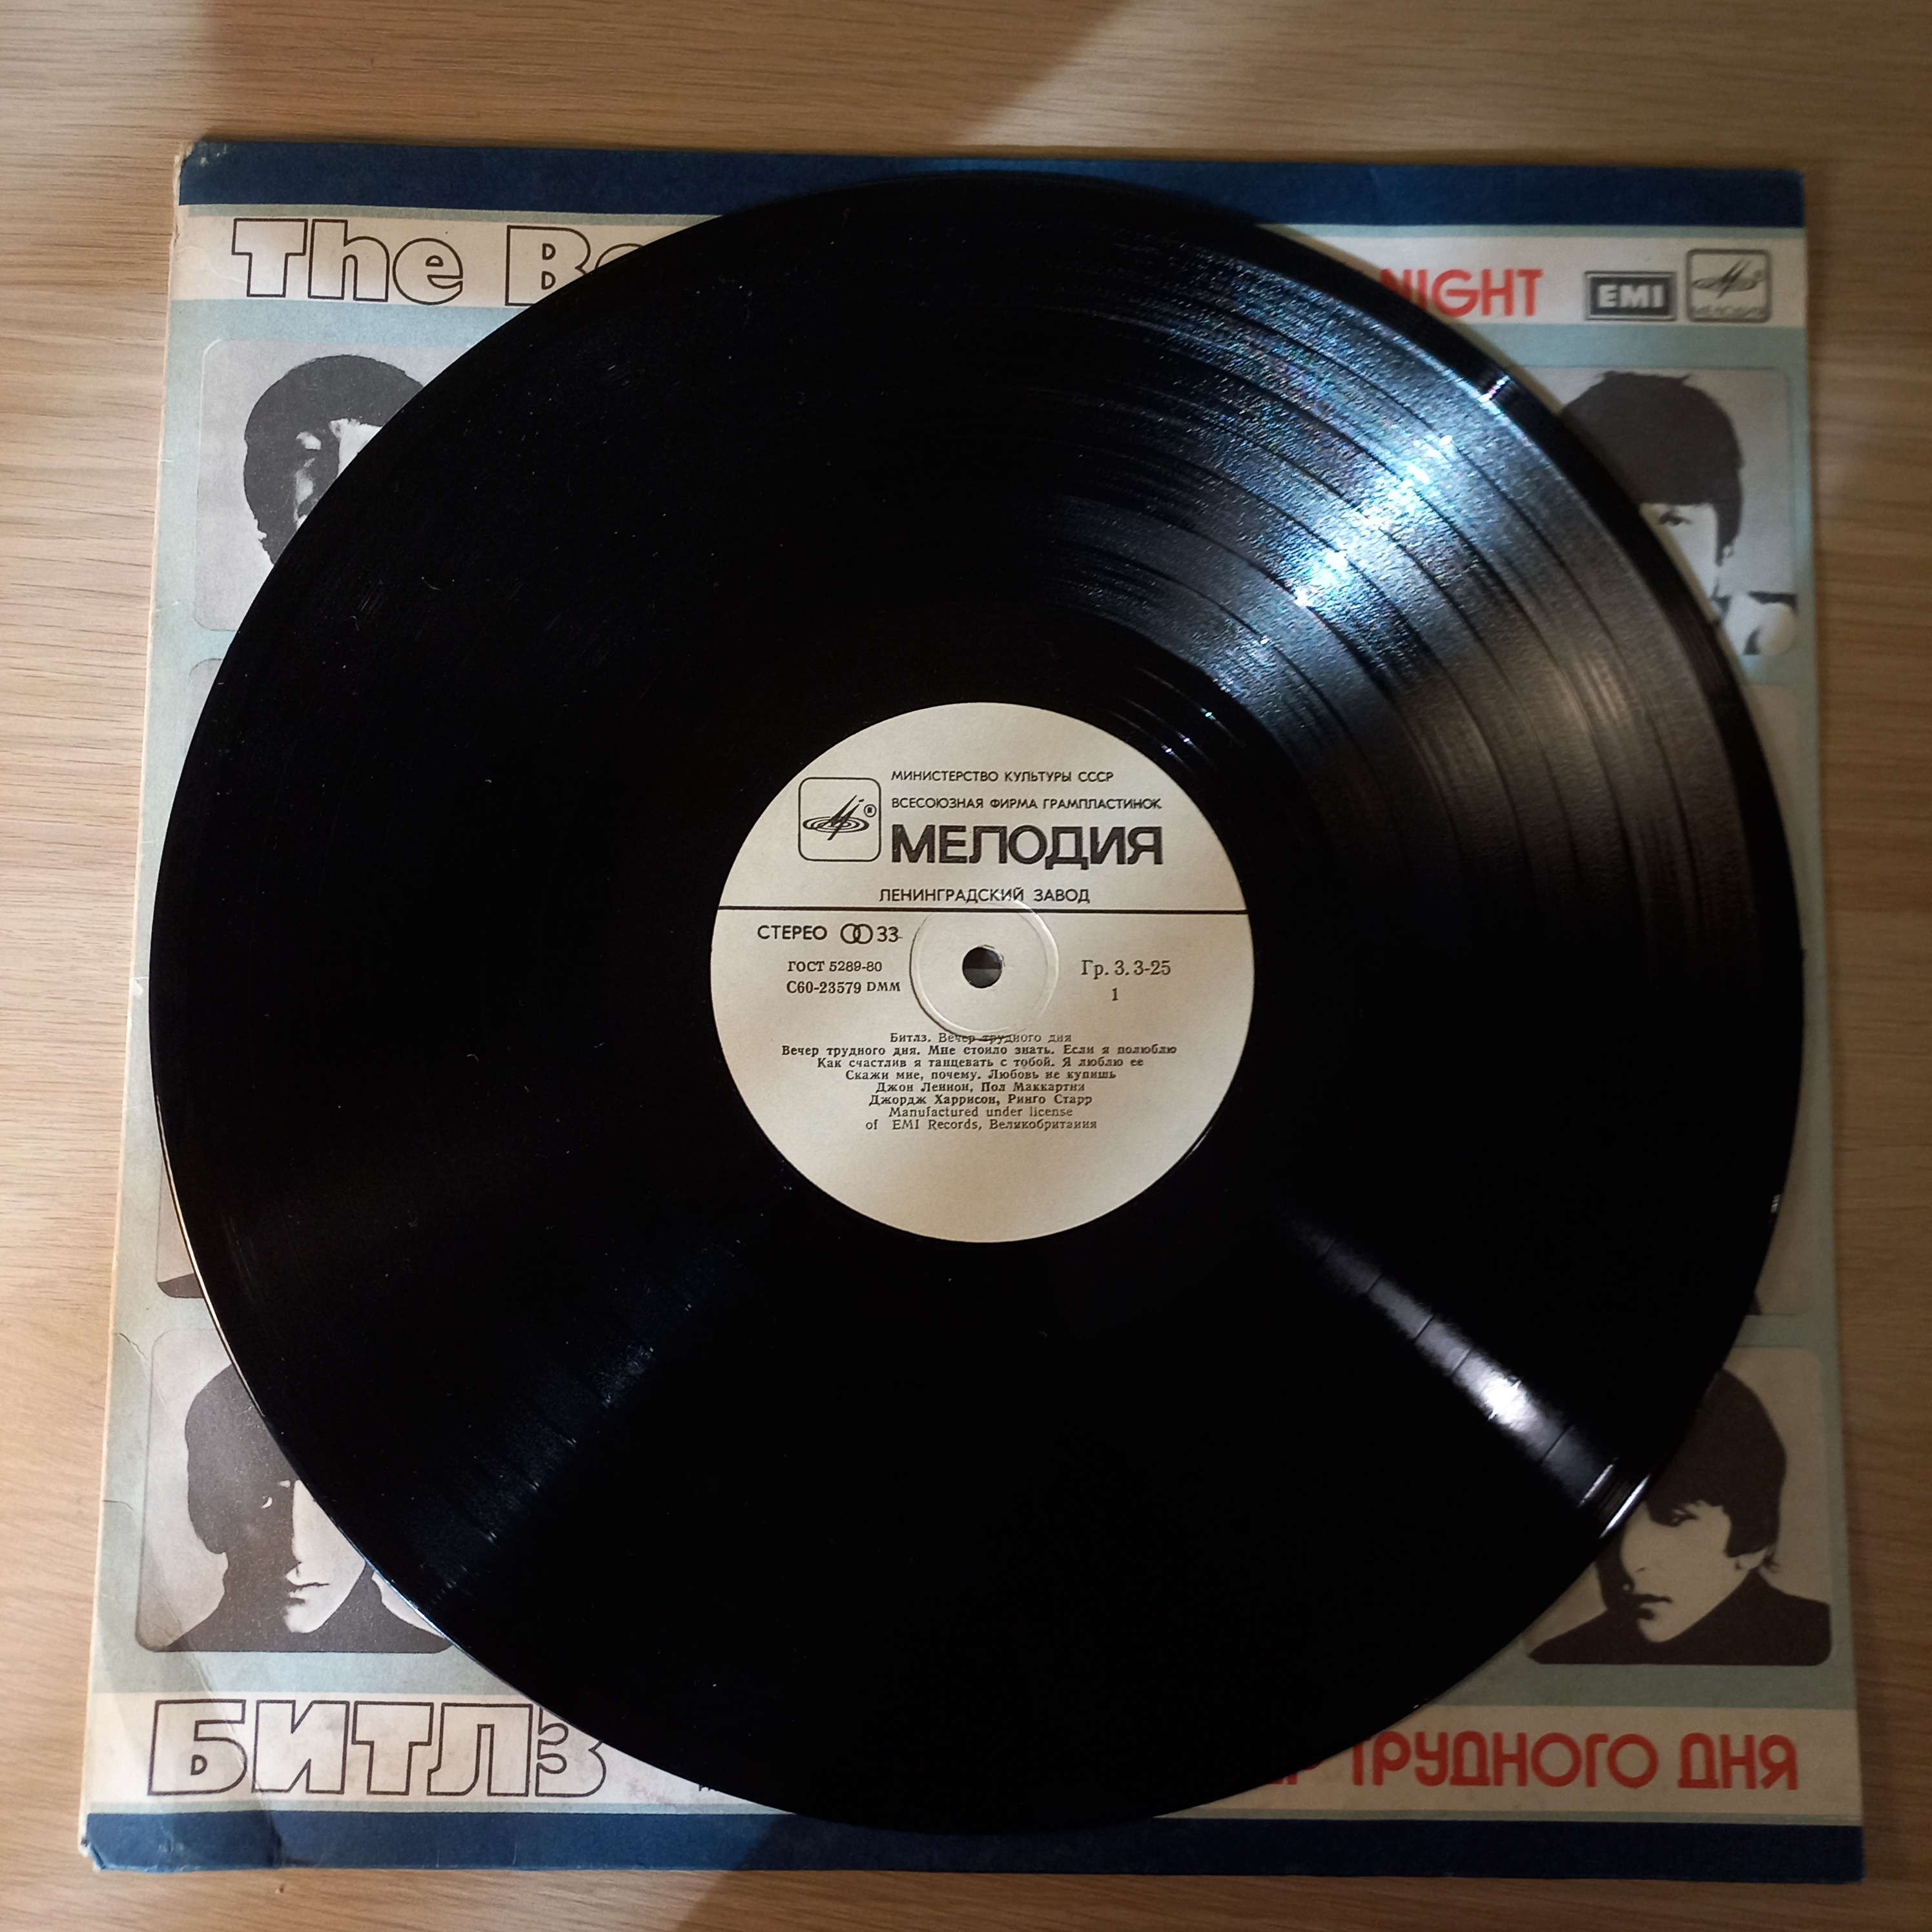 The
NIGHT
EMI
МЕЛОДИЯ
МИНИСТЕРСТВО КУЛЬТУРЫ СССР
ВСЕСОЮЗНАЯ ФИРМА ГРАМПЛАСТИНОК
МЕЛОДИЯ
ЛЕНИНГРАДСКИЙ ЗАВОД
СТЕРЕО 33
ГОСТ 5289-80
С60-23579 DMM
Гр. 3. 3-25
1
Битлз. Вечер трудного дня
Вечер трудного дня. Мне стоило знать. Если я полюблю
Как счастлив я танцевать с тобой. Я люблю ее
Скажи мне, почему. Любовь не купишь
Джон Леннон, Пол Маккартни
Джордж Харрисон, Ринго Старр
Manufactured under license
of EMI Records, Великобритания
БИТЛЗ
ТРУДНОГО ДНЯ